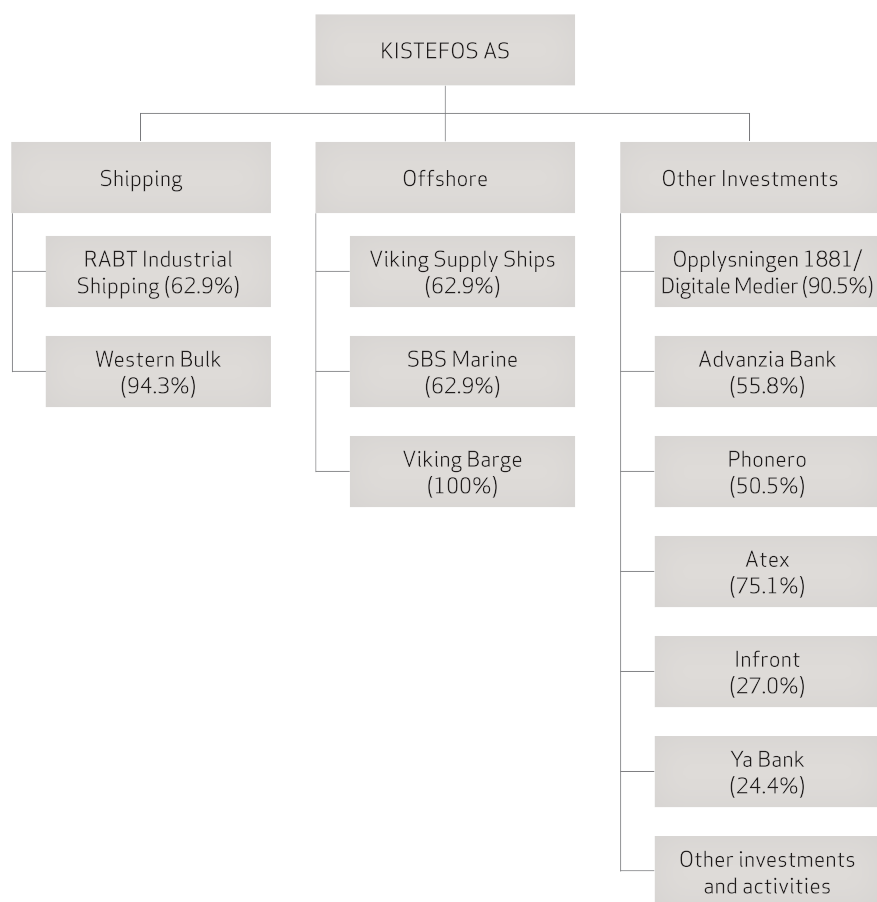 KISTEFOS AS
Shipping
RABT Industrial
Shipping (62.9%)
Western Bulk
(94.3%)
Offshore
Viking Supply Ships
(62.9%)
SBS Marine
(62.9%)
Viking Barge
(100%)
Other Investments
Opplysningen 1881/
Digitale Medier (90.5%)
Advanzia Bank
(55.8%)
Phonero
(50.5%)
Atex
(75.1%)
Infront
(27.0%)
Ya Bank
(24.4%)
Other investments
and activities